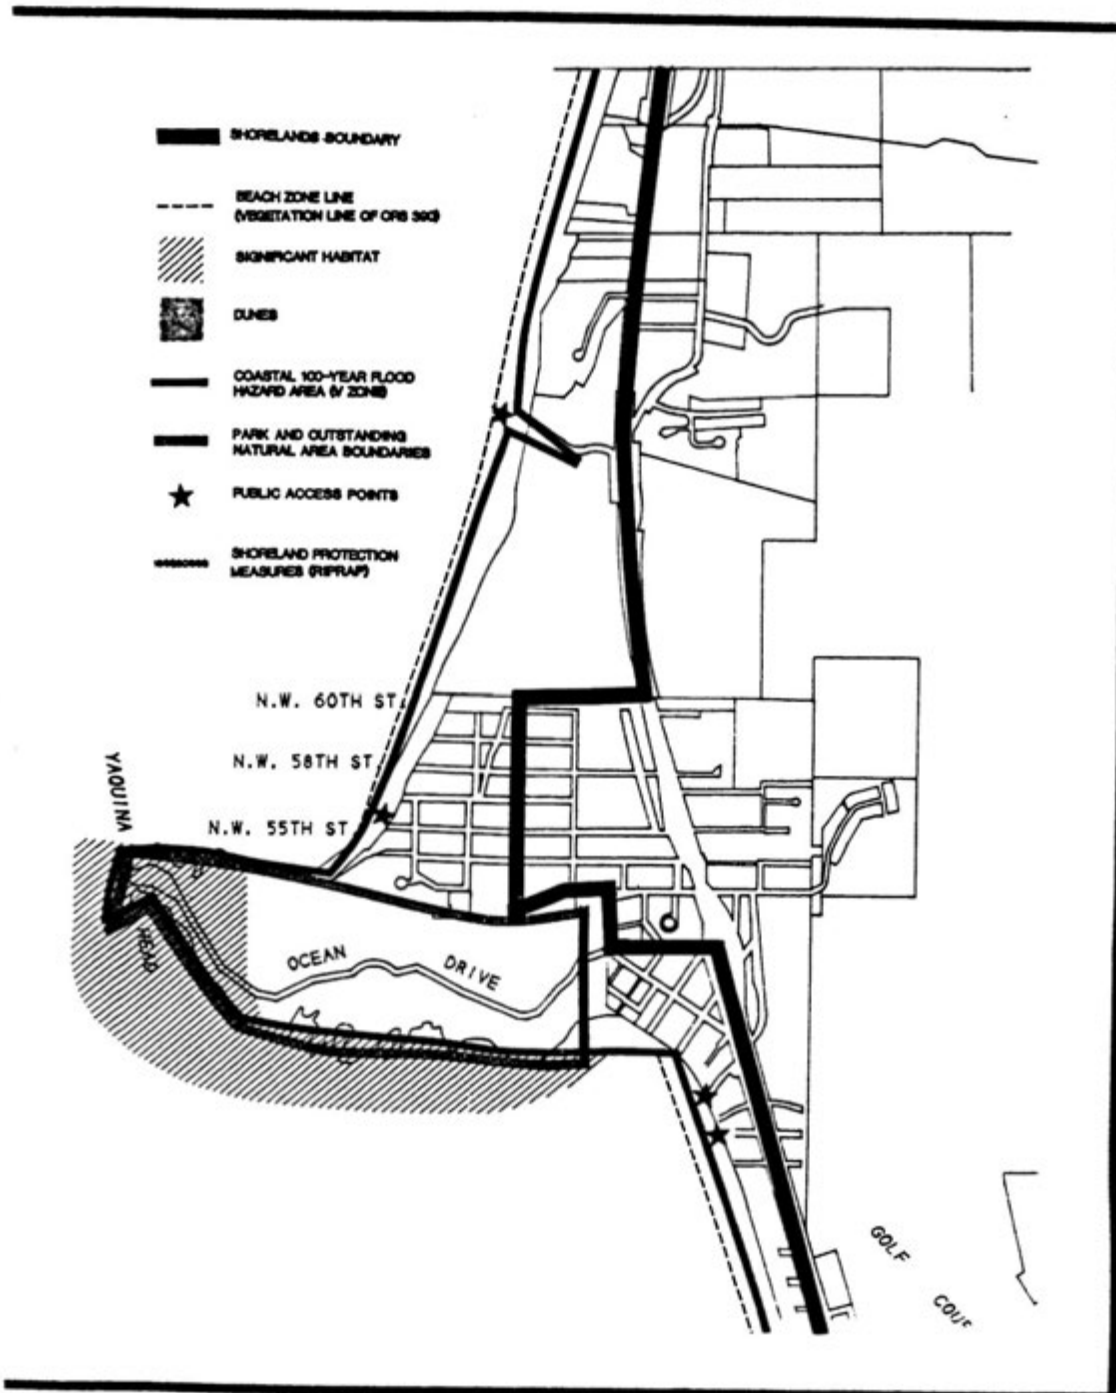 SHORELANDS BOUNDARY
BEACH ZONE LINE
(VEGETATION LINE OF ORS 390)
SIGNIFICANT HABITAT
DUNES
COASTAL 100-YEAR FLOOD
HAZARD AREA (V ZONE)
PARK AND OUTSTANDING
NATURAL AREA BOUNDARIES
PUBLIC ACCESS POINTS
SHORELAND PROTECTION
MEASURES (RIPRAP)
N.W. 60TH ST.
N.W. 58TH ST.
N.W. 55TH ST.
YAQUINA
HEAD
OCEAN DRIVE
GOLF